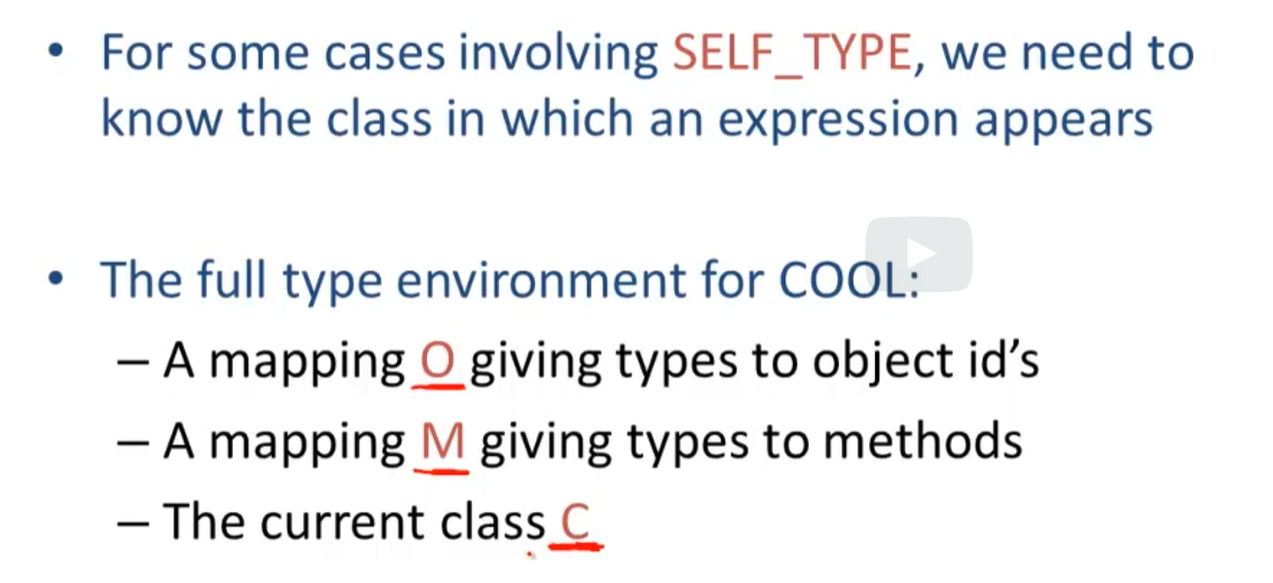 • For some cases involving SELF_TYPE, we need to
know the class in which an expression appears
• The full type environment for COOL:
– A mapping O giving types to object id’s
– A mapping M giving types to methods
– The current class C